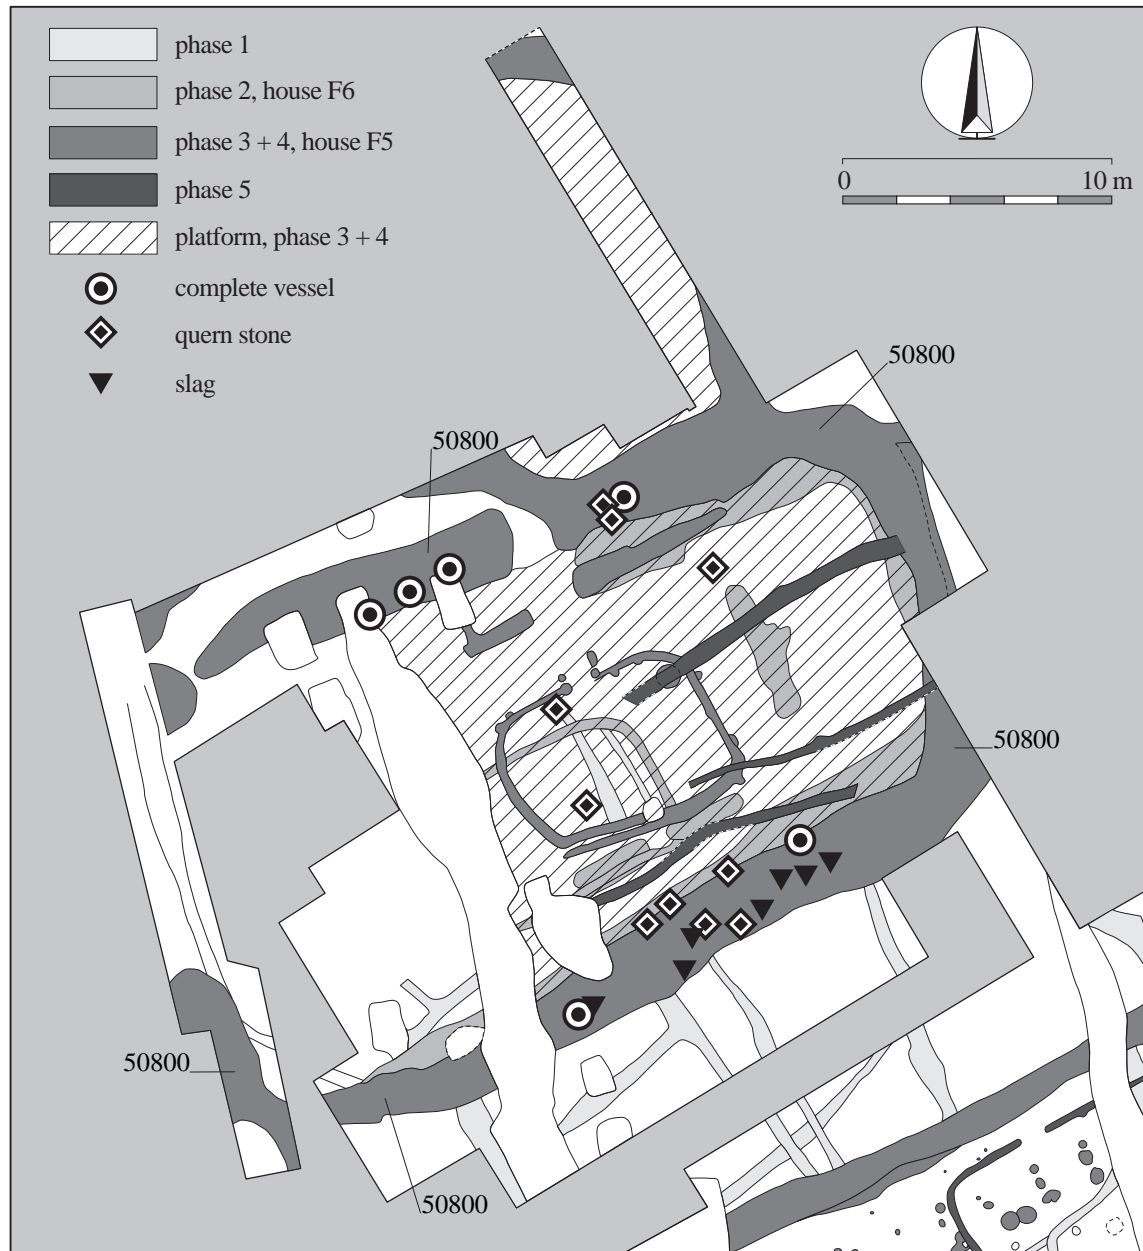 phase 1
phase 2, house F6
phase 3 + 4, house F5
phase 5
platform, phase 3 + 4
complete vessel
quern stone
slag
0 10 m
50800
50800
50800
50800
50800